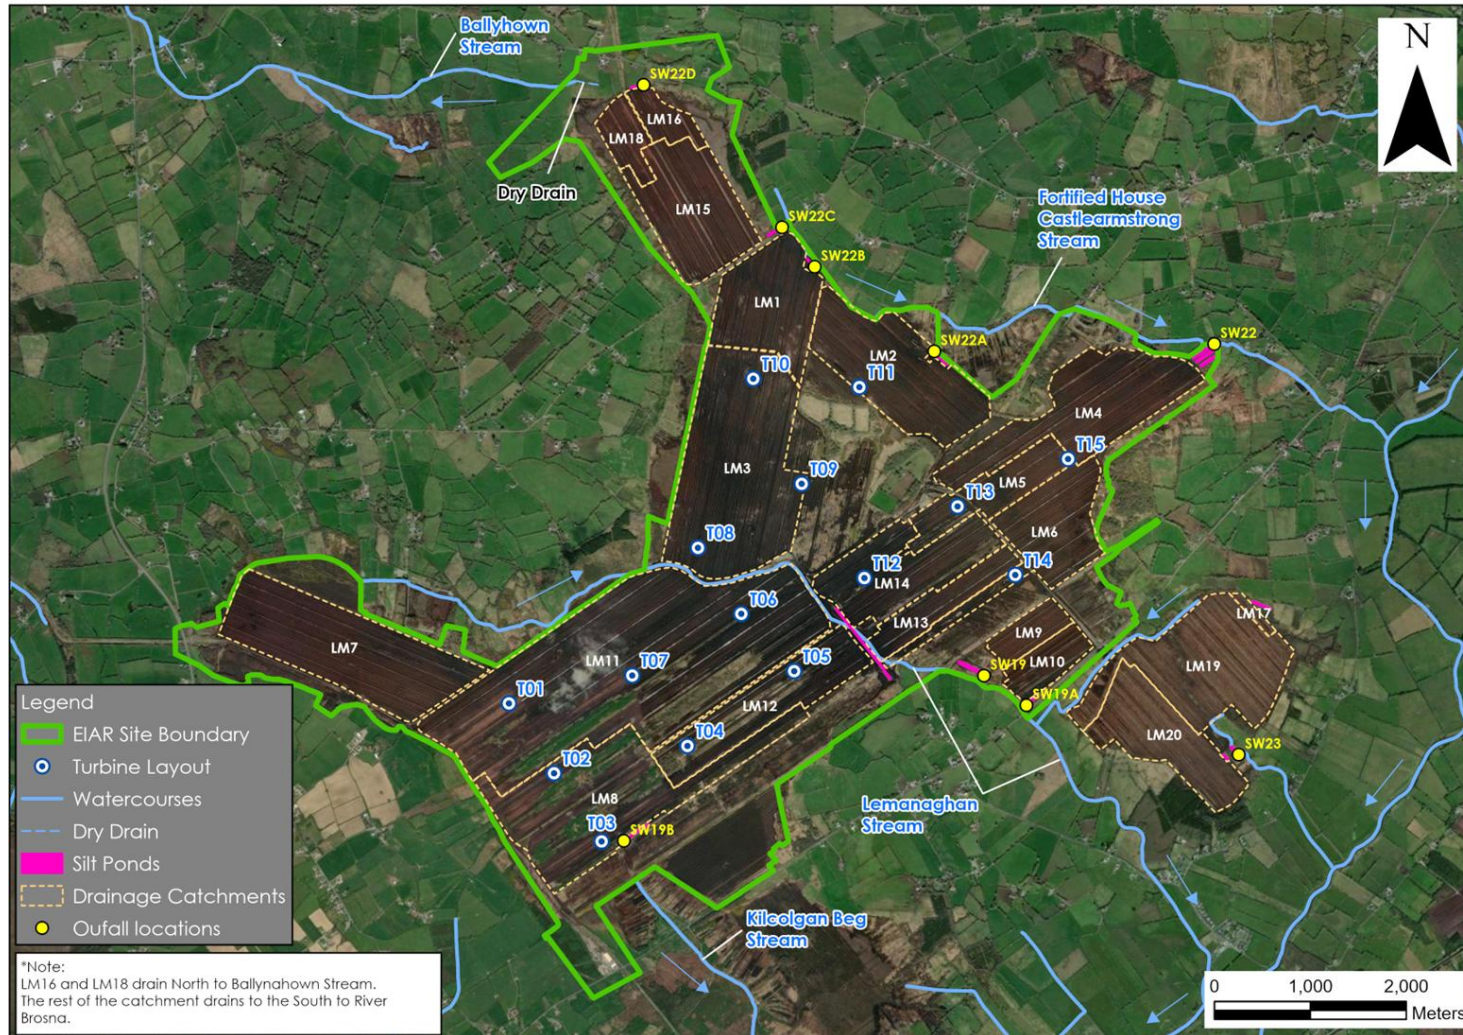 Ballyhown
Stream
SW22D
LM16
LM18
Dry Drain
LM15
SW22C
Fortified House
Castlearmstrong
Stream
SW22B
LM1
SW22
SW22A
LM2
T10
T11
LM4
T15
LM3
T09
LM5
T13
T08
LM6
T12
LM14
T14
T06
LM17
LM13
LM9
LM7
LM11
T07
T05
SW19
LM10
LM19
T01
LM12
SW19A
LM20
T04
SW23
T02
LM8
Lemanaghan
Stream
T03
SW19B
Kilcolgan Beg
Stream
N
Legend
EIAR Site Boundary
Turbine Layout
Watercourses
Dry Drain
Silt Ponds
Drainage Catchments
Oufall locations
*Note:
LM16 and LM18 drain North to Ballynahown Stream.
The rest of the catchment drains to the South to River
Brosna.
0 1,000 2,000
Meters